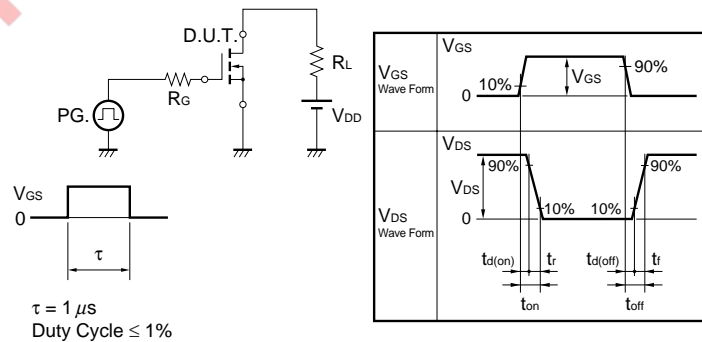 D.U.T.
RL
RG
PG.
VDD
VGS
0
τ
τ = 1 μs
Duty Cycle ≤ 1%
VGS
Wave Form
VGS
10%
0
VGS
90%
VDS
Wave Form
VDS
90%
VDS
0
10%
10%
90%
td(on)
tr
td(off)
tf
ton
toff